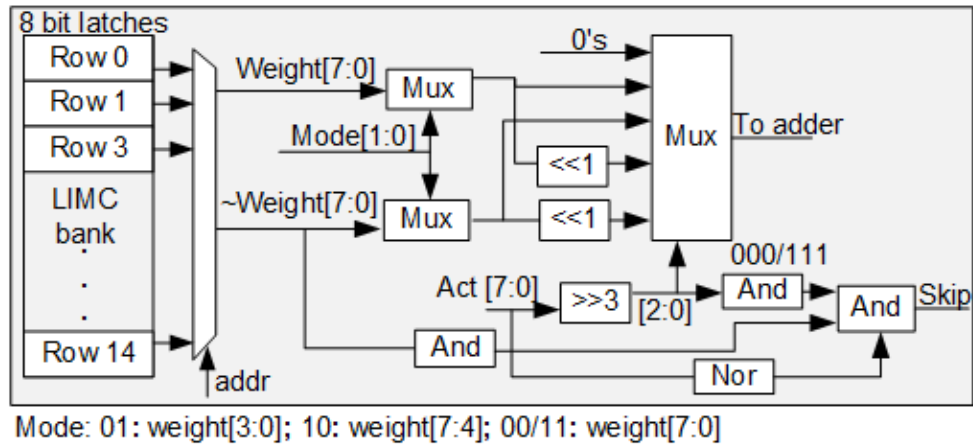 8 bit latches
Row 0
Row 1
Row 3
LIMC
bank
.
.
.
Row 14
addr
Weight[7:0]
Mode[1:0]
~Weight[7:0]
Mux
Mux
0's
<<1
<<1
Mux
To adder
Act [7:0]
>>3
[2:0]
000/111
And
And
Skip
And
Nor
Mode: 01: weight[3:0]; 10: weight[7:4]; 00/11: weight[7:0]